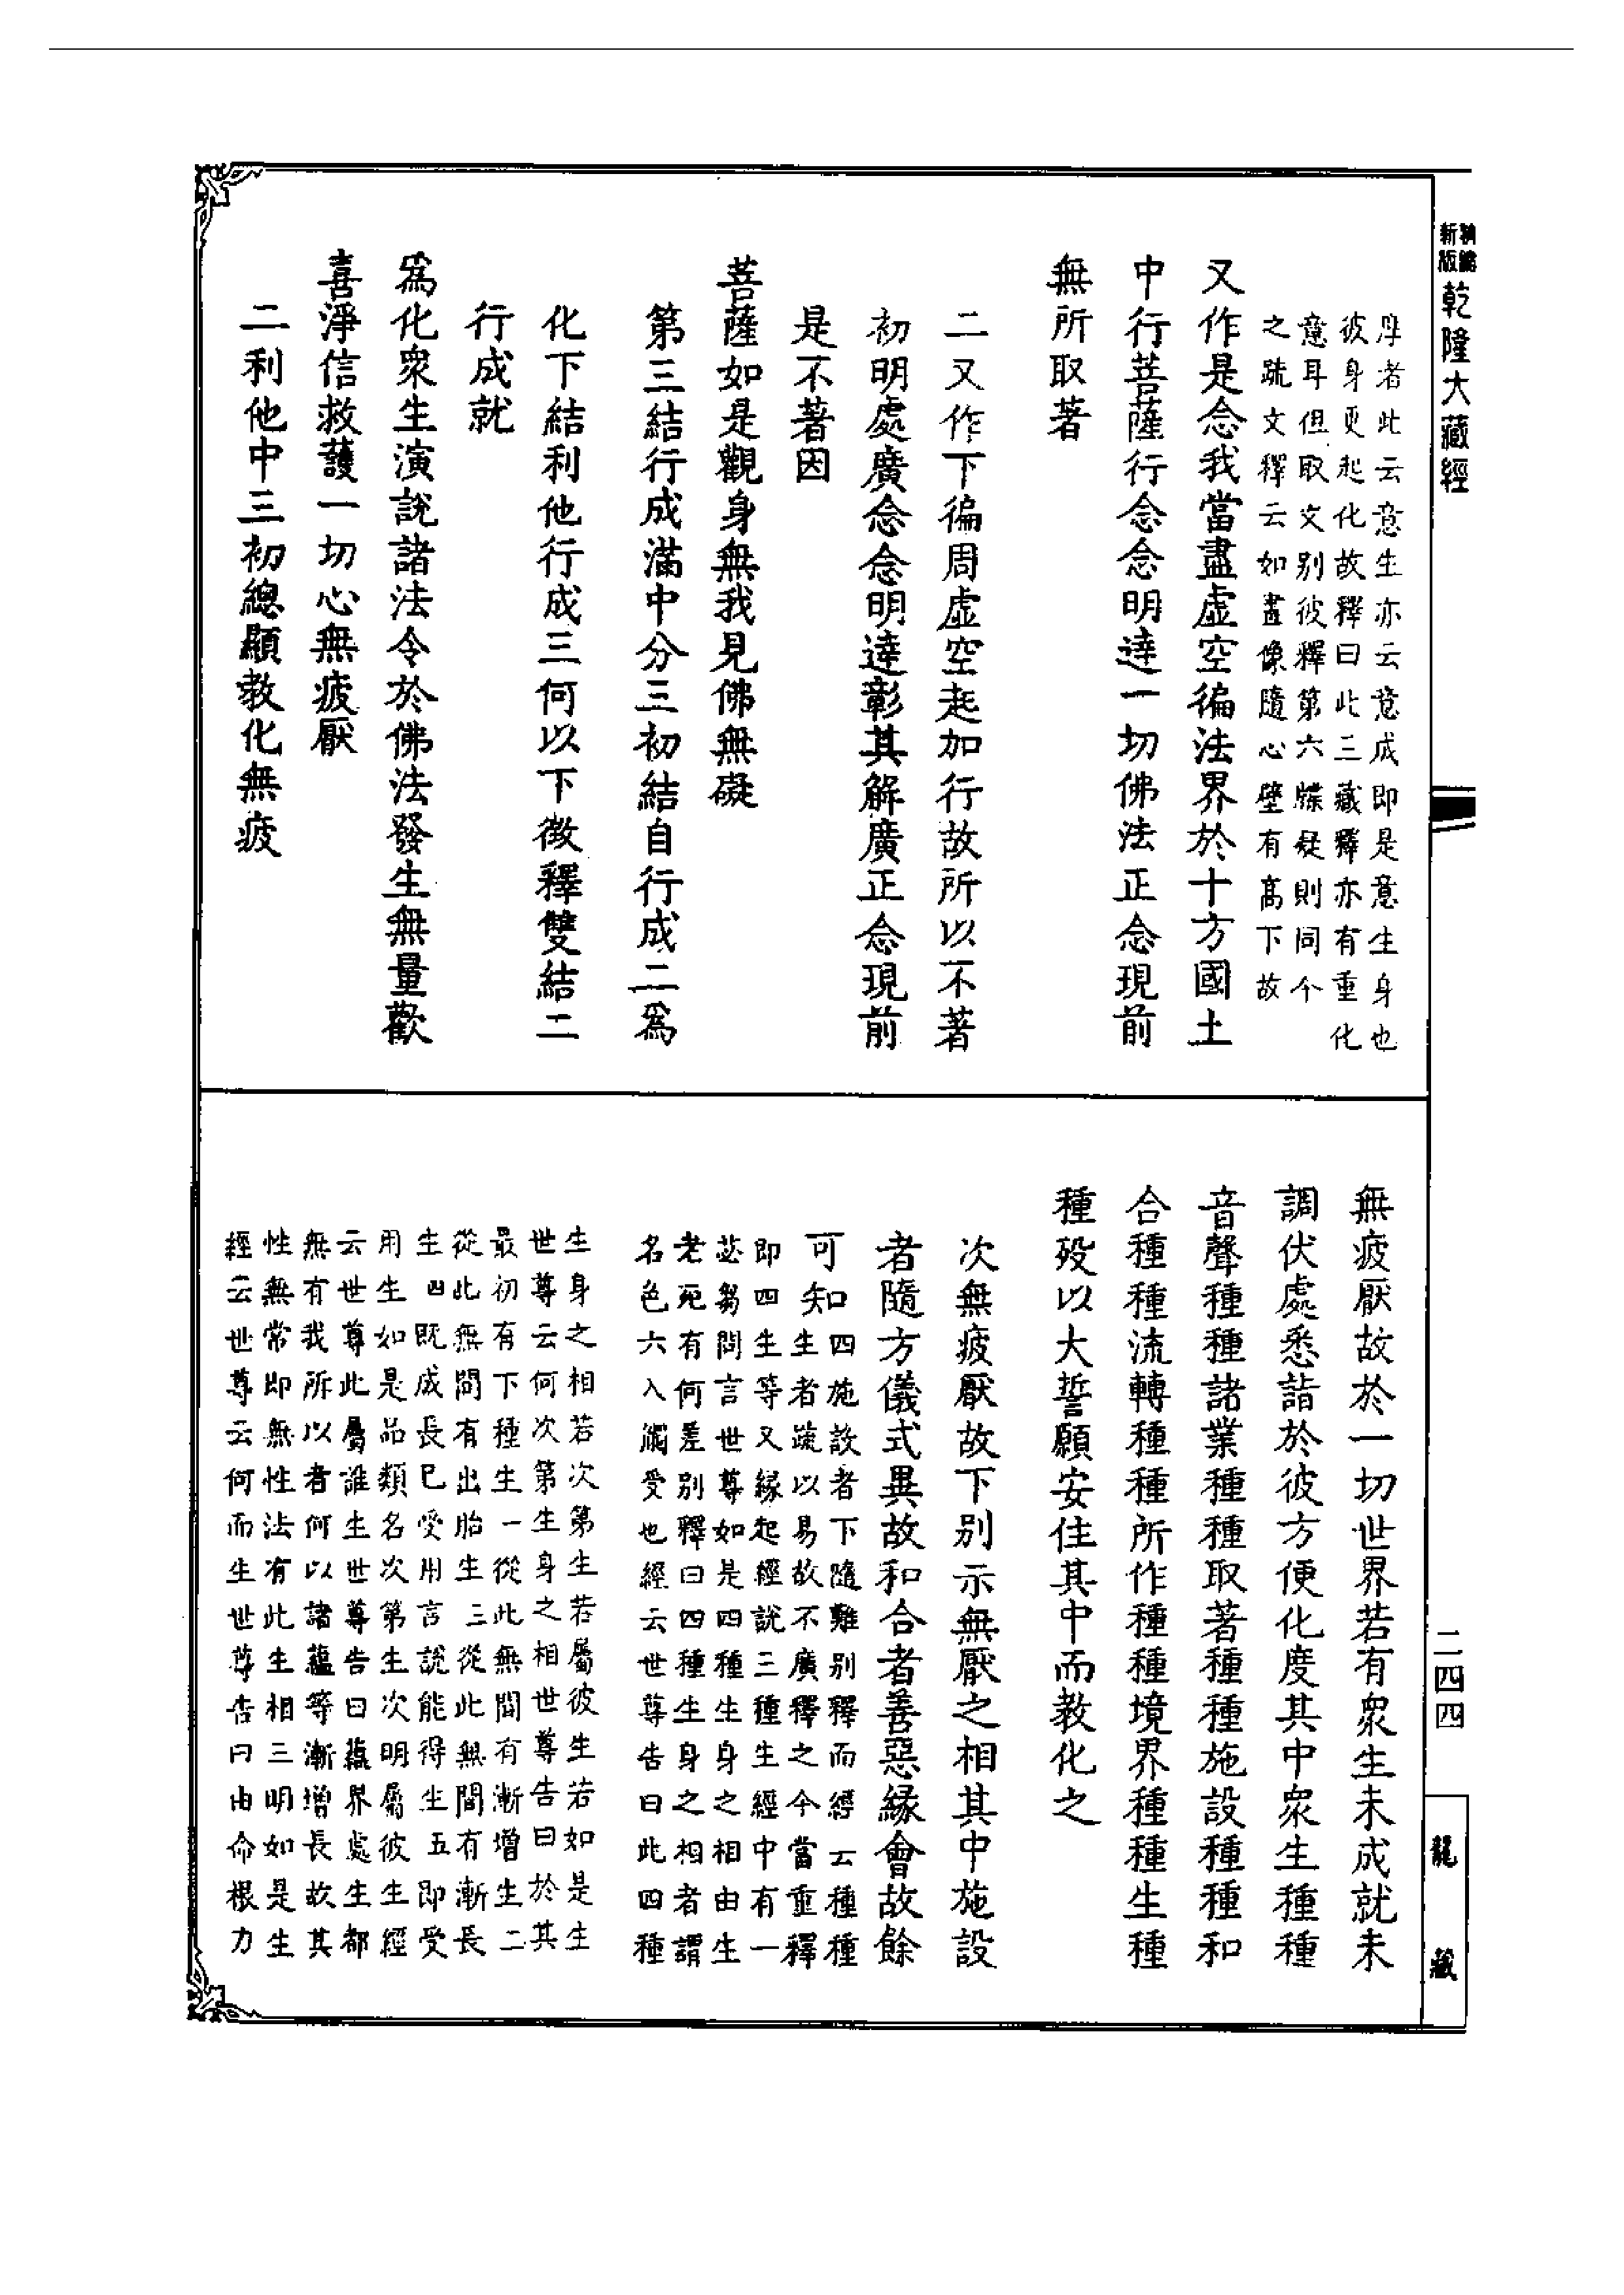 精編
新版
乾隆大藏經
厚者此云意生亦云意成即是意生身也
彼身更起化故釋曰此三藏釋亦有重化
意耳但取文別彼釋第六牒疑則同今
之疏文釋云如畫像隨心壁有高下故
又作是念我當盡虛空徧法界於十方國土
中行菩薩行念念明達一切佛法正念現前
無所取著
二又作下徧周虛空起加行故所以不著
初明處廣念念明達彰其解廣正念現前
是不著因
菩薩如是觀身無我見佛無礙
第三結行成滿中分三初結自行成二為
化下結利他行成三何以下徵釋雙結二
行成就
為化衆生演說諸法令於佛法發生無量歡
喜淨信救護一切心無疲厭
二利他中三初總顯教化無疲
無疲厭故於一切世界若有衆生未成就未
調伏處悉詣於彼方便化度其中衆生種種
音聲種種諸業種種取著種種施設種種和
合種種流轉種種所作種種境界種種生種
種歿以大誓願安住其中而教化之
次無疲厭故下別示無厭之相其中施設
者隨方儀式異故和合者善惡緣會故餘
可知
四施設者下隨難別釋而經云種種
生者疏以易故不廣釋之今當重釋
即四生等又緣起經說三種生經中有一
苾芻問言世尊如是四種生身之相由生
老死有何差別釋曰四種生身之相者謂
名色六入觸受也經云世尊告曰此四種
生身之相若次第生若屬彼生若如是生
世尊云何次第生身之相世尊告曰於其
最初有下種生一從此無間有漸增生二
從此無間有出胎生三從此無間有漸長
生四既成長已受用言說能得生五即受
用生如是品類名次第生次明屬彼生經
云世尊此屬誰生世尊告曰蘊界處生都
無有我所以者何以諸蘊等漸增長故其
性無常即無性法有此生相三明如是生
經云世尊云何而生世尊告曰由命根力
二四四
龍藏